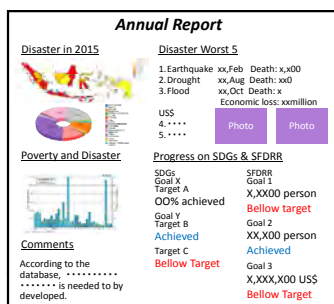 Annual Report
Disaster in 2015
Disaster Worst 5
1.Earthquake xx,Feb Death: x,x00
2.Drought xx,Aug Death: xx0
3.Flood xx,Oct Death: x
Economic loss: xxmillion
US$
4. ････
5. ････
Photo
Photo
Poverty and Disaster
Progress on SDGs & SFDRR
SDGs
Goal X
Target A
OO% achieved
Goal Y
Target B
Achieved
Target C
Bellow Target
SFDRR
Goal 1
X,XX00 person
Bellow target
Goal 2
XX,X00 person
Achieved
Goal 3
X,XXX,X00 US$
Bellow Target
Comments
According to the
database, ･･････････
･･･････ is needed to by
developed.